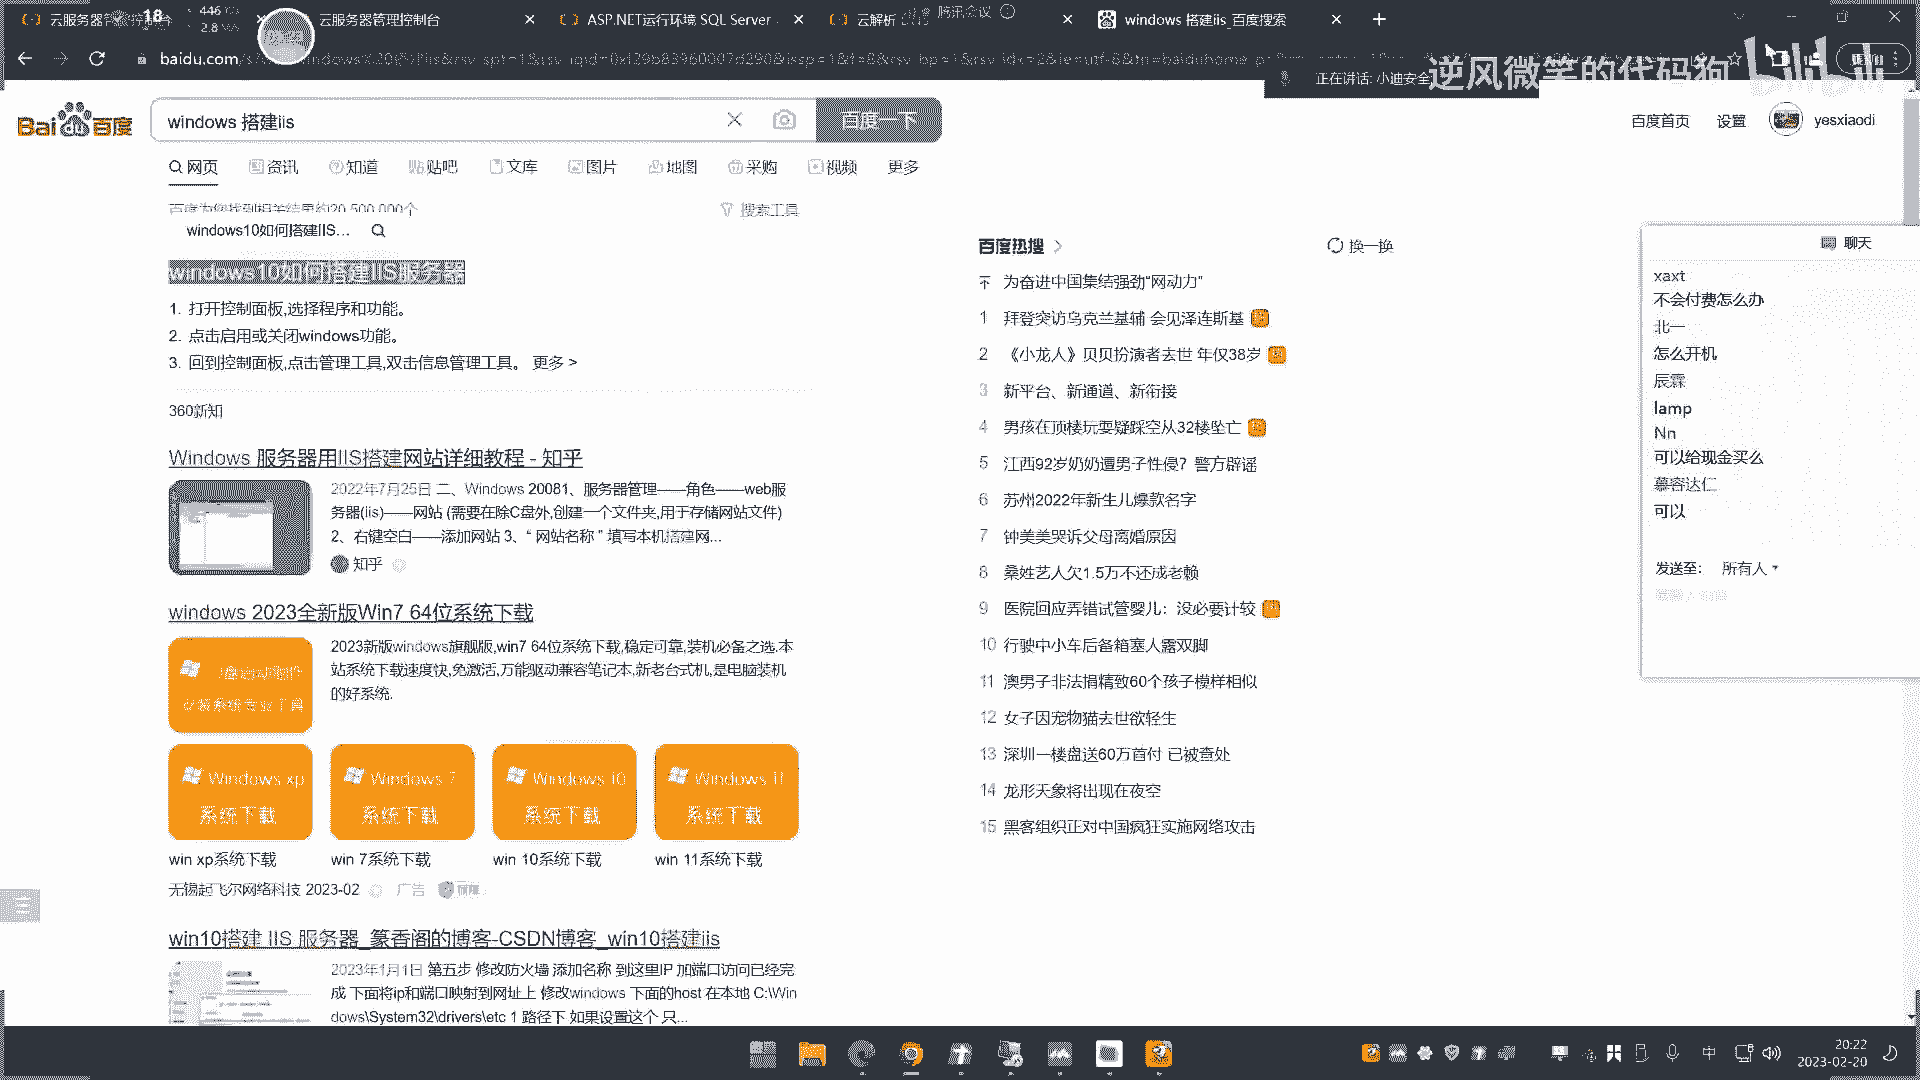 云服务器管理控制台
ASP.NET运行环境 SQL Server
云解析
腾讯会议
windows 搭建iis_百度搜索
446
2.8
18
baidu.com
正在讲话: 小迪安全
逆风微笑的代码狗
bilibili
Bai du 百度
windows 搭建iis
百度一下
百度首页
设置
yesxiaodi
网页
资讯
知道
贴吧
文库
图片
地图
采购
视频
更多
百度为您找到相关结果约20,500,000个
搜索工具
windows10如何搭建IIS...
windows10如何搭建IIS服务器
1. 打开控制面板,选择程序和功能。
2. 点击启用或关闭windows功能。
3. 回到控制面板,点击管理工具,双击信息管理工具。 更多 >
360新知
Windows 服务器用IIS搭建网站详细教程 - 知乎
2022年7月25日 二、Windows 20081、服务器管理——角色——web服
务器(iis)——网站 (需要在除C盘外,创建一个文件夹,用于存储网站文件)
2、右键空白——添加网站 3、“ 网站名称 ” 填写本机搭建网...
知乎
windows 2023全新版Win7 64位系统下载
2023新版windows旗舰版,win7 64位系统下载,稳定可靠,装机必备之选.本
站系统下载速度快,免激活,万能驱动兼容笔记本,新老台式机,是电脑装机
的好系统.
Windows xp
系统下载
Windows 7
系统下载
Windows 10
系统下载
Windows 11
系统下载
win xp系统下载
win 7系统下载
win 10系统下载
win 11系统下载
无锡起飞尔网络科技 2023-02
广告
win10搭建 IIS 服务器_篆香阁的博客-CSDN博客_win10搭建iis
2023年1月1日 第五步 修改防火墙 添加名称 到这里IP 加端口访问已经完
成 下面将ip和端口映射到网址上 修改windows 下面的host 在本地 C:\Win
dows\System32\drivers\etc 1 路径下 如果设置这个 只...
百度热搜
换一换
为奋进中国集结强劲“网动力”
1 拜登突访乌克兰基辅 会见泽连斯基
2 《小龙人》贝贝扮演者去世 年仅38岁
3 新平台、新通道、新衔接
4 男孩在顶楼玩耍疑踩空从32楼坠亡
5 江西92岁奶奶遭男子性侵？警方辟谣
6 苏州2022年新生儿爆款名字
7 钟美美哭诉父母离婚原因
8 桑姓艺人欠1.5万不还成老赖
9 医院回应弄错试管婴儿：没必要计较
10 行驶中小车后备箱塞人露双脚
11 澳男子非法捐精致60个孩子模样相似
12 女子因宠物猫去世欲轻生
13 深圳一楼盘送60万首付 已被查处
14 龙形天象将出现在夜空
15 黑客组织正对中国疯狂实施网络攻击
聊天
xaxt
不会付费怎么办
北一
怎么开机
辰霖
lamp
Nn
可以给现金买么
慕容达仁
可以
发送至: 所有人
中
20:22
2023-02-20